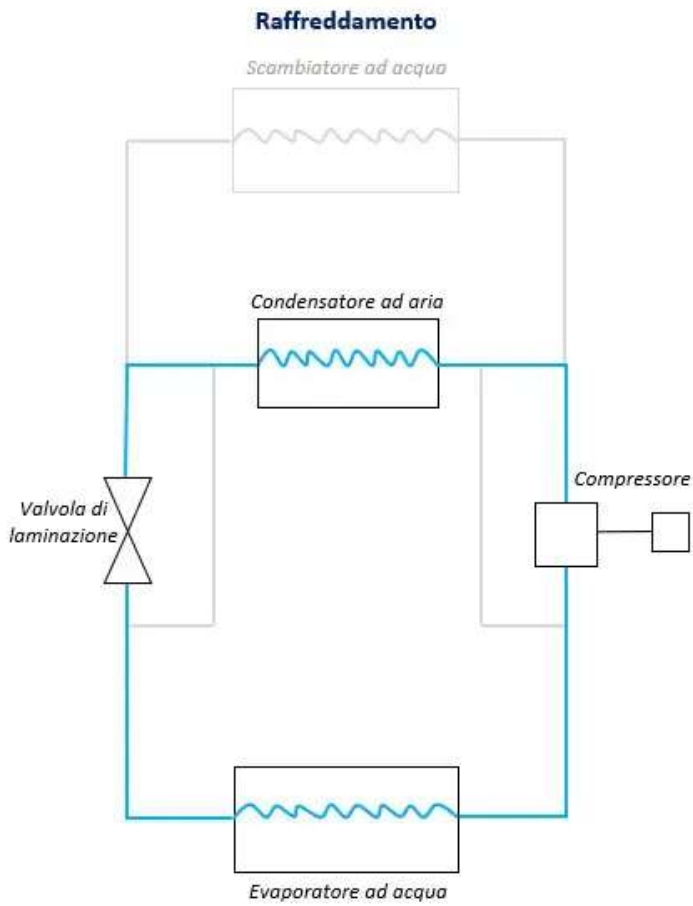 Raffreddamento
Scambiatore ad acqua
Condensatore ad aria
Compressore
Valvola di
laminazione
Evaporatore ad acqua